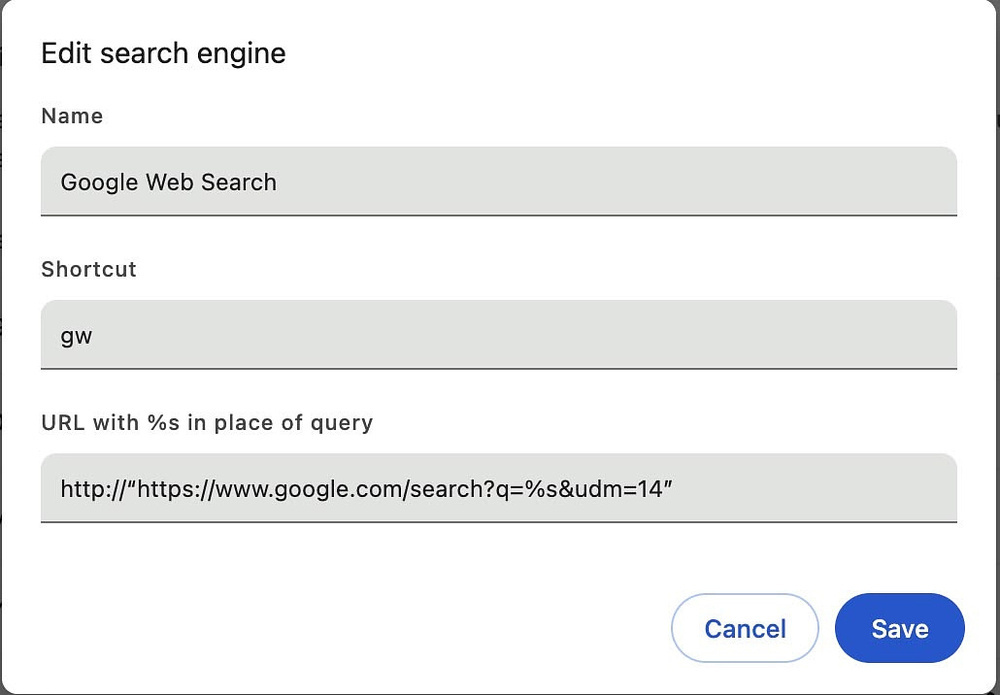 Edit search engine
Name
Google Web Search
Shortcut
gw
URL with %s in place of query
http://“https://www.google.com/search?q=%s&udm=14”
Cancel
Save